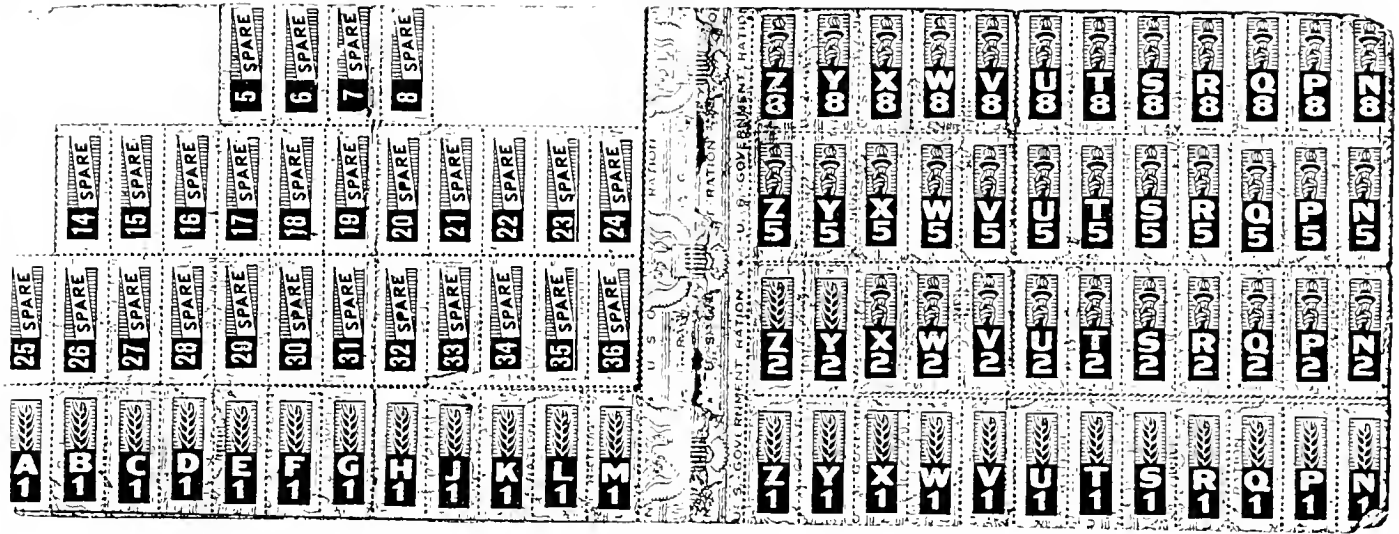 SPARE 5 SPARE 6 SPARE 7 SPARE 8
SPARE 14 SPARE 15 SPARE 16 SPARE 17 SPARE 18 SPARE 19 SPARE 20 SPARE 21 SPARE 22 SPARE 23 SPARE 24
SPARE 25 SPARE 26 SPARE 27 SPARE 28 SPARE 29 SPARE 30 SPARE 31 SPARE 32 SPARE 33 SPARE 34 SPARE 35 SPARE 36
A1 B1 C1 D1 E1 F1 G1 H1 J1 K1 L1 M1
U.S. GOVERNMENT RATION
U.S. GOVERNMENT RATION
Z8 Y8 X8 W8 V8 U8 T8 S8 R8 Q8 P8 N8
Z5 Y5 X5 W5 V5 U5 T5 S5 R5 Q5 P5 N5
Z2 Y2 X2 W2 V2 U2 T2 S2 R2 Q2 P2 N2
Z1 Y1 X1 W1 V1 U1 T1 S1 R1 Q1 P1 N1